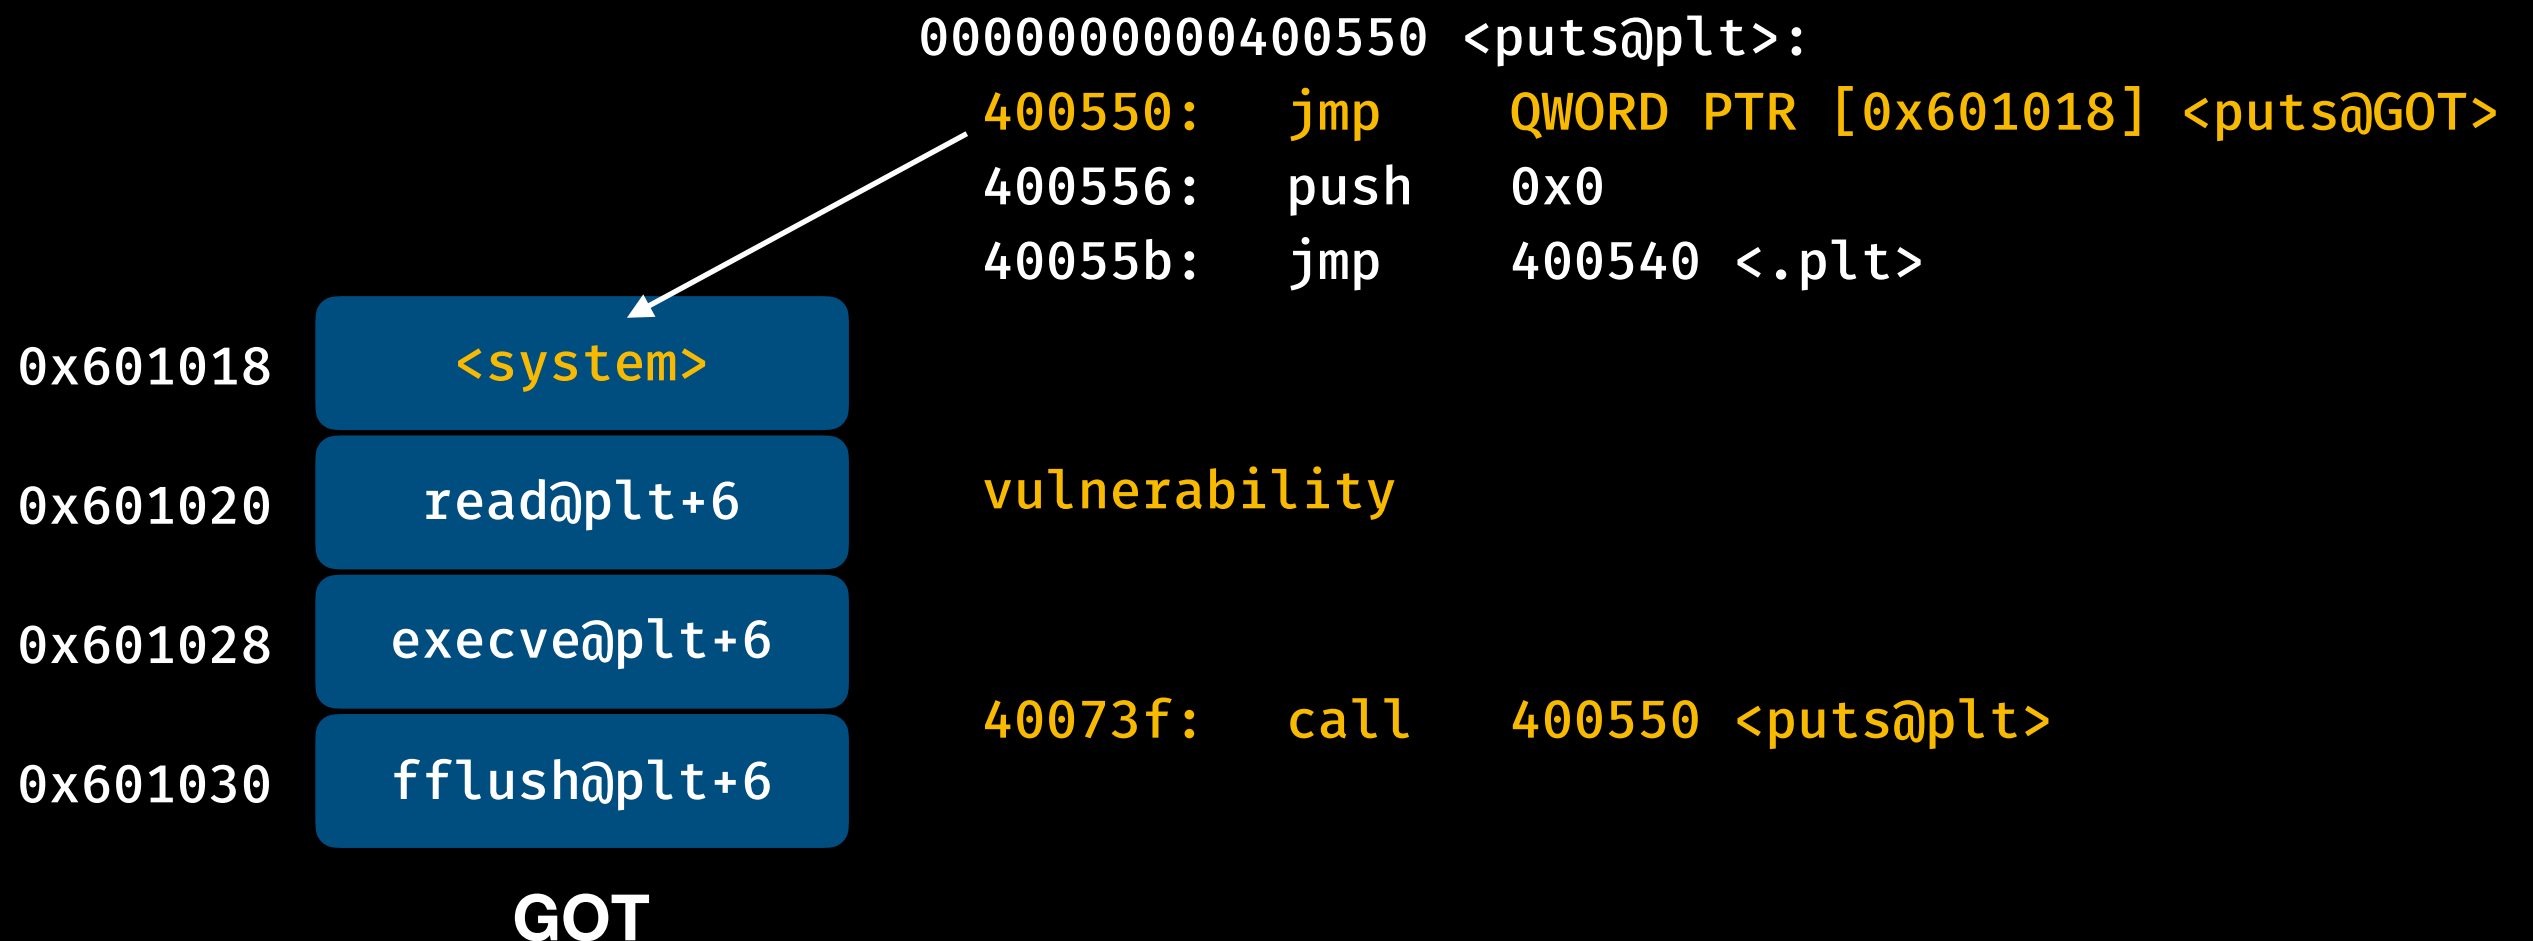 0000000000400550 <puts@plt>:
400550: jmp QWORD PTR [0x601018] <puts@GOT>
400556: push 0x0
40055b: jmp 400540 <.plt>
0x601018 <system>
0x601020 read@plt+6
vulnerability
0x601028 execve@plt+6
40073f: call 400550 <puts@plt>
0x601030 fflush@plt+6
GOT